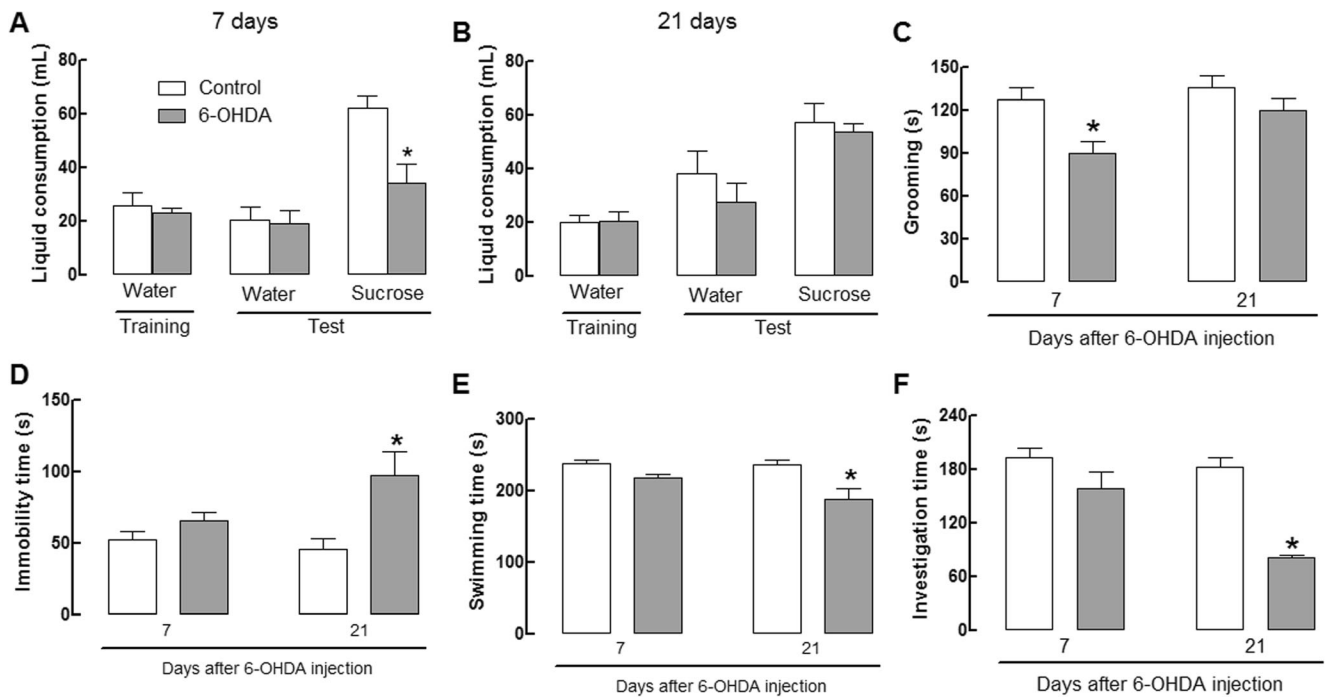 A
7 days
Liquid consumption (mL)
80
60
40
20
0
Control
6-OHDA
*
Water
Water
Sucrose
Training
Test
B
21 days
Liquid consumption (mL)
80
60
40
20
0
Water
Water
Sucrose
Training
Test
C
Grooming (s)
150
120
90
60
30
0
*
7
21
Days after 6-OHDA injection
D
Immobility time (s)
150
100
50
0
*
7
21
Days after 6-OHDA injection
E
Swimming time (s)
300
200
100
0
*
7
21
Days after 6-OHDA injection
F
Investigation time (s)
240
180
120
60
0
*
7
21
Days after 6-OHDA injection